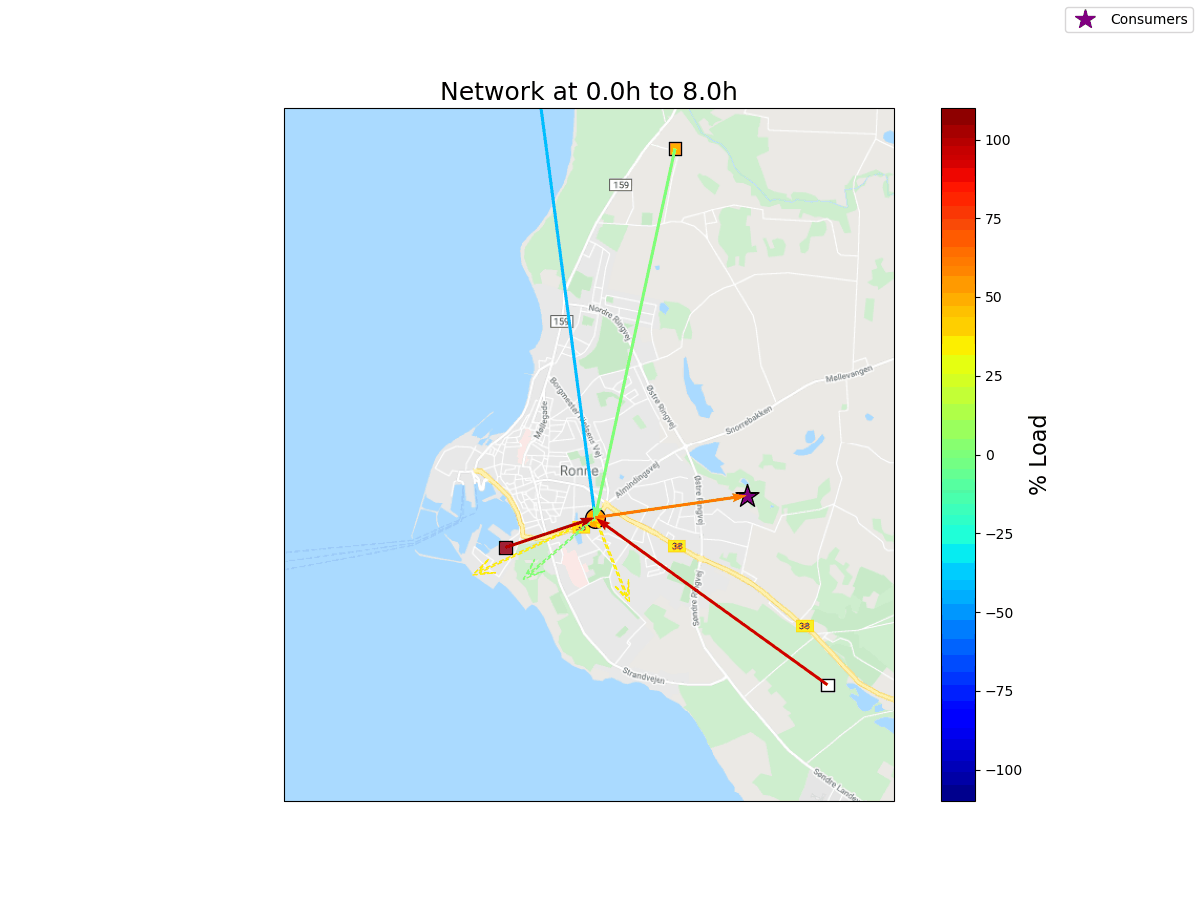 Consumers
Network at 0.0h to 8.0h
159
Nordre Ringvej
159
Møllevangen
Borgmester Nielsens Vej
Østre Ringvej
Møllegade
Snorrebakken
Rønne
Almindingsvej
Østre Ringvej
38
Søndre Ringvej
38
Strandvejen
Søndre Landevej
100
75
50
25
0
−25
−50
−75
−100
% Load